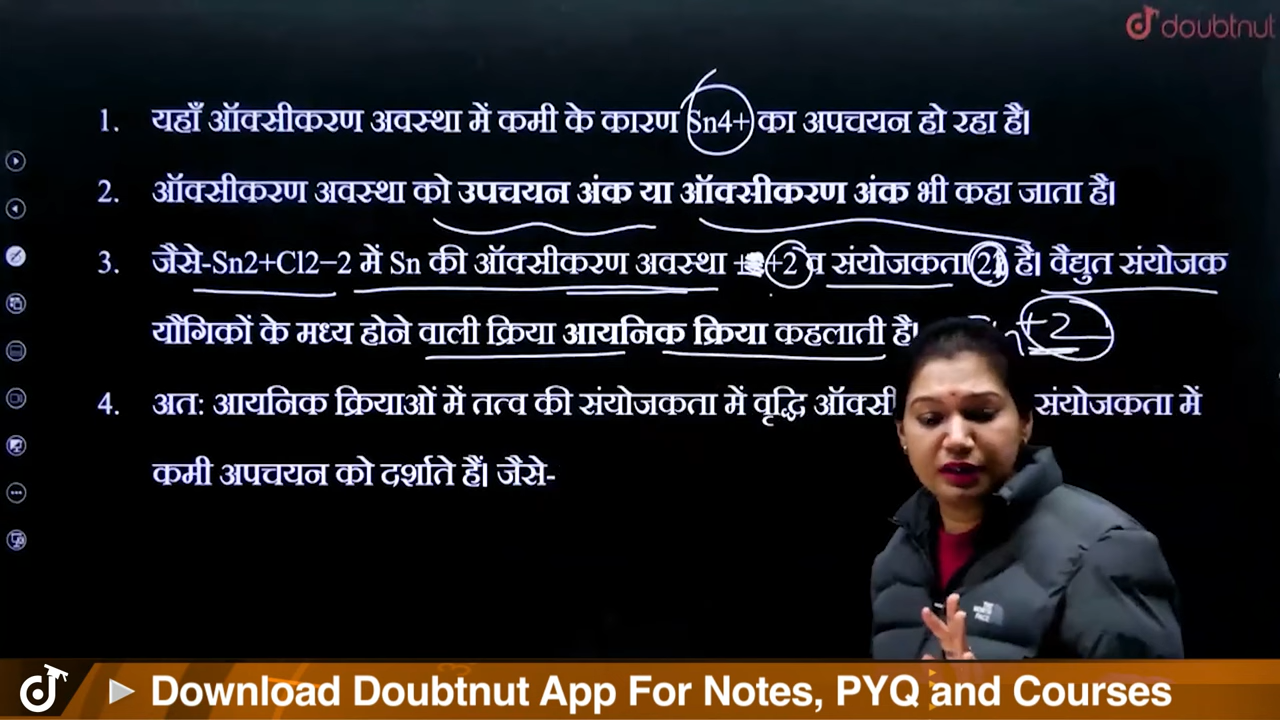 doubtnut
1. यहाँ ऑक्सीकरण अवस्था में कमी के कारण Sn4+ का अपचयन हो रहा है।
2. ऑक्सीकरण अवस्था को उपचयन अंक या ऑक्सीकरण अंक भी कहा जाता है।
3. जैसे-Sn2+Cl2−2 में Sn की ऑक्सीकरण अवस्था +2 व संयोजकता 2 है। वैद्युत संयोजक
यौगिकों के मध्य होने वाली क्रिया आयनिक क्रिया कहलाती है। +2
4. अत: आयनिक क्रियाओं में तत्व की संयोजकता में वृद्धि संयोजकता में
कमी अपचयन को दर्शाते हैं। जैसे-
Download Doubtnut App For Notes, PYQ and Courses